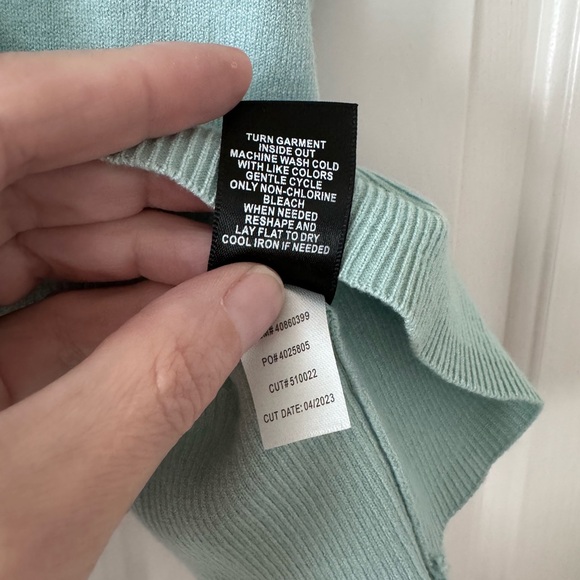 TURN GARMENT
INSIDE OUT
MACHINE WASH COLD
WITH LIKE COLORS
GENTLE CYCLE
ONLY NON-CHLORINE
BLEACH
WHEN NEEDED
RESHAPE AND
LAY FLAT TO DRY
COOL IRON IF NEEDED
40860399
PO# 4025805
CUT# 510022
CUT DATE: 04/2023